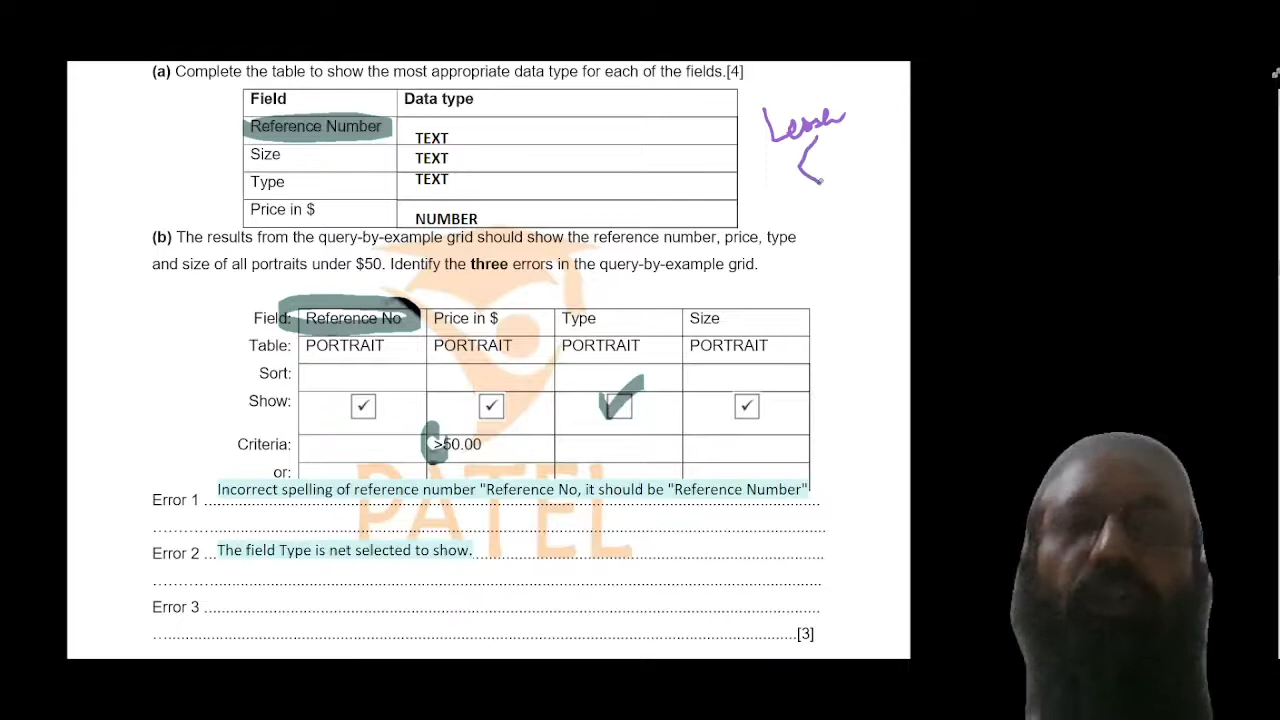 (a) Complete the table to show the most appropriate data type for each of the fields.[4]
Field Data type
Reference Number TEXT
Size TEXT
Type TEXT
Price in $ NUMBER
(b) The results from the query-by-example grid should show the reference number, price, type
and size of all portraits under $50. Identify the three errors in the query-by-example grid.
Field: Reference No Price in $ Type Size
Table: PORTRAIT PORTRAIT PORTRAIT PORTRAIT
Sort:
Show: ✓ ✓ ✓ ✓
Criteria: >50.00
or:
Error 1 Incorrect spelling of reference number "Reference No, it should be "Reference Number"
Error 2 The field Type is net selected to show.
Error 3
[3]
PATEL
<